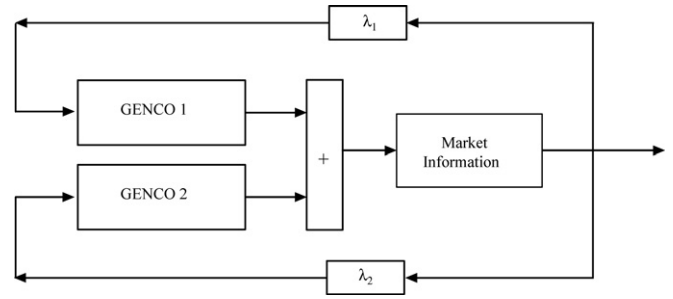 λ₁
GENCO 1
+
Market
Information
GENCO 2
λ₂